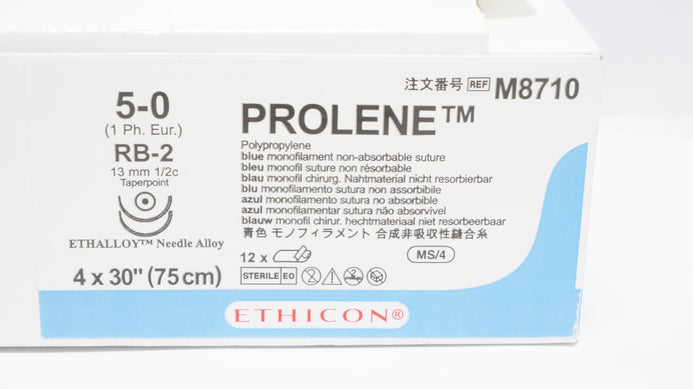 5-0
(1 Ph. Eur.)
RB-2
13 mm 1/2c
Taperpoint
ETHALLOY™ Needle Alloy
4 x 30" (75 cm)
注文番号 REF M8710
PROLENE™
Polypropylene
blue monofilament non-absorbable suture
bleu monofil suture non résorbable
blau monofil chirurg. Nahtmaterial nicht resorbierbar
blu monofilamento sutura non assorbibile
azul monofilamento sutura no absorbible
azul monofilamentar sutura não absorvível
blauw monofil chirur. hechtmateriaal niet resorbeerbaar
青色 モノフィラメント 合成非吸収性縫合糸
12 x
MS/4
STERILE EO
ETHICON®